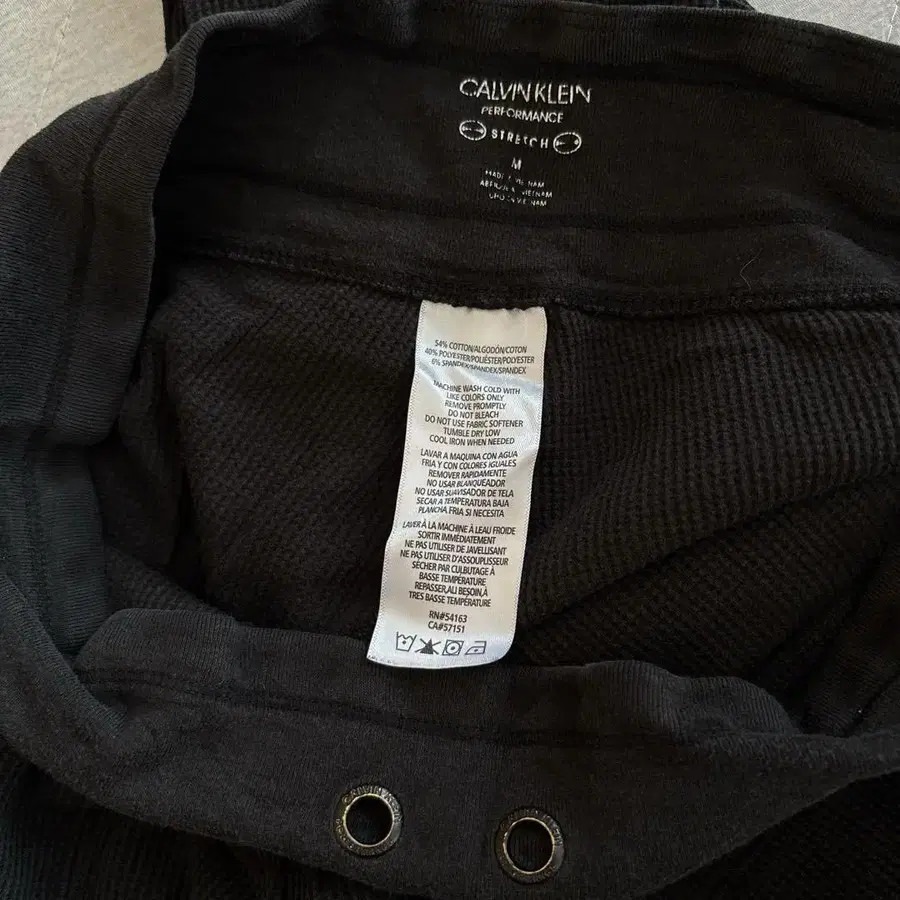 CALVIN KLEIN
PERFORMANCE
STRETCH
M
54% COTTON/ALGODÓN/COTON
40% POLYESTER/POLIÉSTER/POLYESTER
6% SPANDEX/SPANDEX/SPANDEX
MACHINE WASH COLD WITH
LIKE COLORS ONLY
REMOVE PROMPTLY
DO NOT BLEACH
DO NOT USE FABRIC SOFTENER
TUMBLE DRY LOW
COOL IRON WHEN NEEDED
LAVAR A MAQUINA CON AGUA
FRIA Y CON COLORES IGUALES
REMOVER RAPIDAMENTE
NO USAR BLANQUEADOR
NO USAR SUAVISADOR DE TELA
SECAR A TEMPERATURA BAJA
PLANCHA FRIA SI NECESITA
LAVER À LA MACHINE À LEAU FROIDE
SORTIR IMMÉDIATEMENT
NE PAS UTILISER DE JAVELLISANT
NE PAS UTILISER D'ASSOUPLISSEUR
SÉCHER PAR CULBUTAGE À
BASSE TEMPÉRATURE
REPASSER,AU BESOIN,À
TRES BASSE TEMPÉRATURE
RN#54163
CA#57151
CALVIN KLEIN